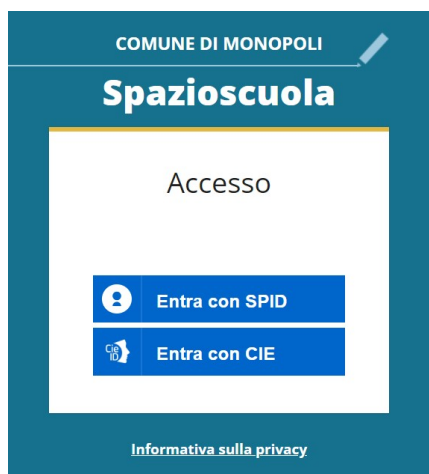 COMUNE DI MONOPOLI
Spazioscuola
Accesso
Entra con SPID
Cie
ID
Entra con CIE
Informativa sulla privacy